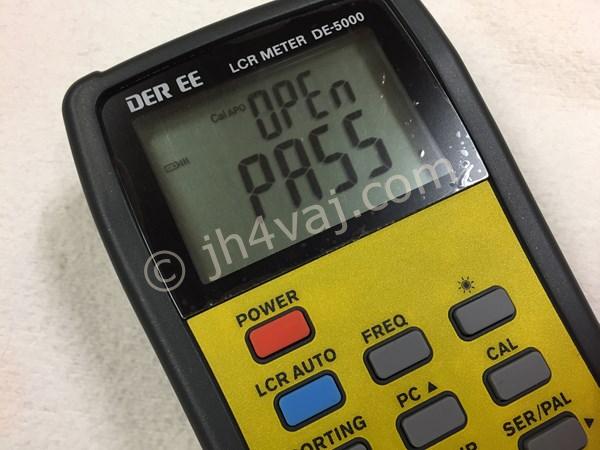 DER EE LCR METER DE-5000
Cal APO OPEn
PASS
© jh4vaj.com
POWER
FREQ
LCR AUTO
PC ▲
CAL
SER/PAL